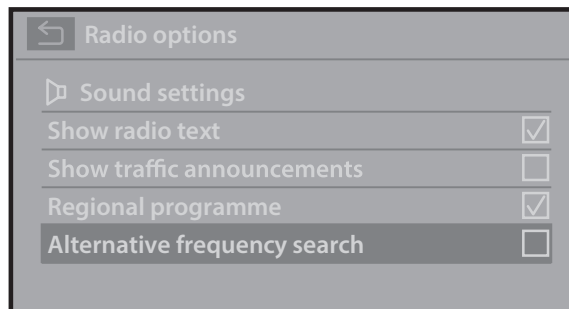 Radio options
Sound settings
Show radio text
Show traffic announcements
Regional programme
Alternative frequency search